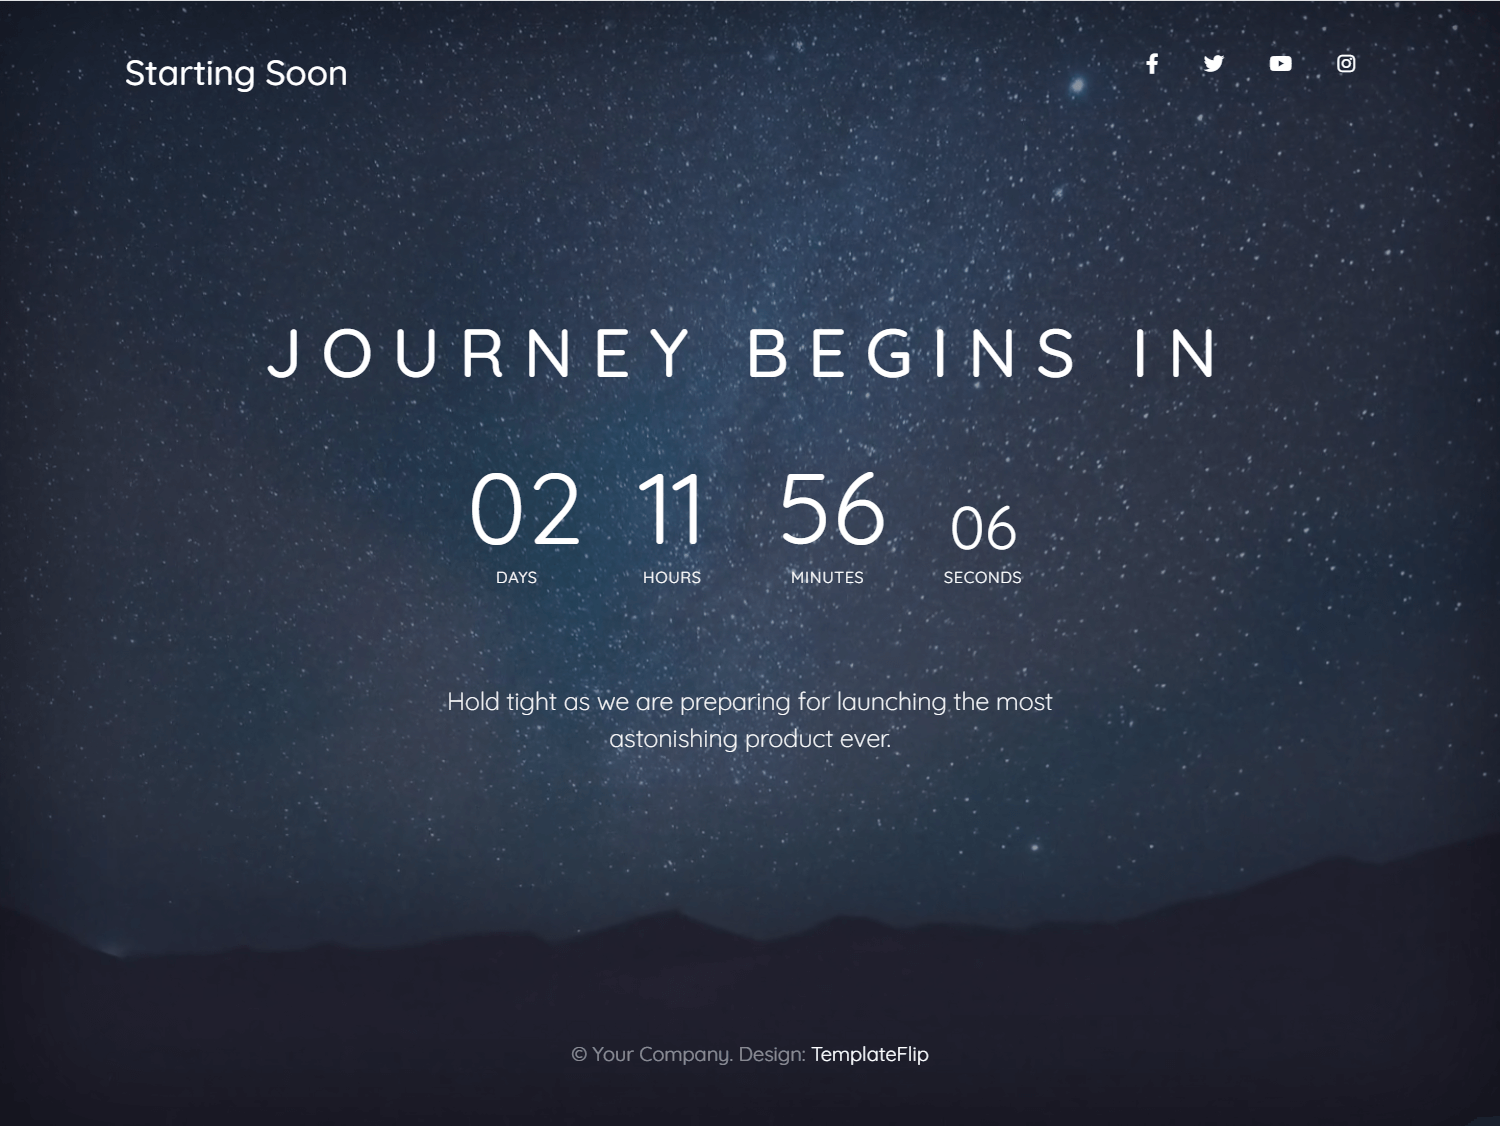 Starting Soon
JOURNEY BEGINS IN
02 11 56 06
DAYS HOURS MINUTES SECONDS
Hold tight as we are preparing for launching the most
astonishing product ever.
© Your Company. Design: TemplateFlip